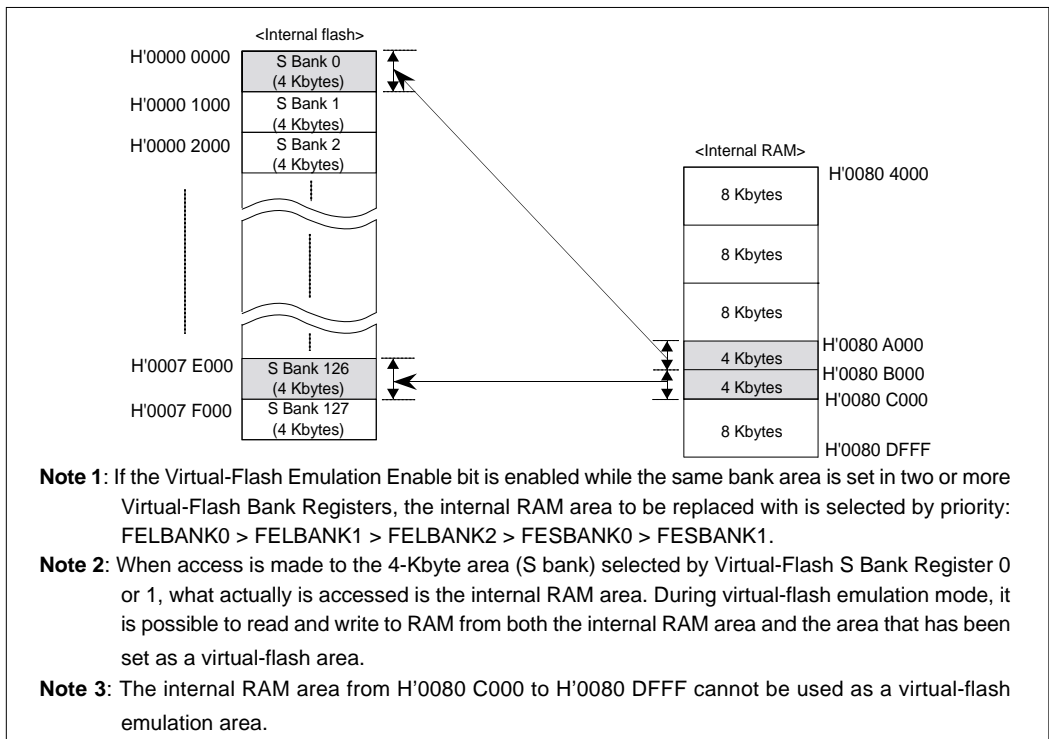 <Internal flash>
H'0000 0000
S Bank 0
(4 Kbytes)
H'0000 1000
S Bank 1
(4 Kbytes)
H'0000 2000
S Bank 2
(4 Kbytes)
H'0007 E000
S Bank 126
(4 Kbytes)
H'0007 F000
S Bank 127
(4 Kbytes)
<Internal RAM>
H'0080 4000
8 Kbytes
8 Kbytes
8 Kbytes
H'0080 A000
4 Kbytes
H'0080 B000
4 Kbytes
H'0080 C000
8 Kbytes
H'0080 DFFF
Note 1: If the Virtual-Flash Emulation Enable bit is enabled while the same bank area is set in two or more
Virtual-Flash Bank Registers, the internal RAM area to be replaced with is selected by priority:
FELBANK0 > FELBANK1 > FELBANK2 > FESBANK0 > FESBANK1.
Note 2: When access is made to the 4-Kbyte area (S bank) selected by Virtual-Flash S Bank Register 0
or 1, what actually is accessed is the internal RAM area. During virtual-flash emulation mode, it
is possible to read and write to RAM from both the internal RAM area and the area that has been
set as a virtual-flash area.
Note 3: The internal RAM area from H'0080 C000 to H'0080 DFFF cannot be used as a virtual-flash
emulation area.